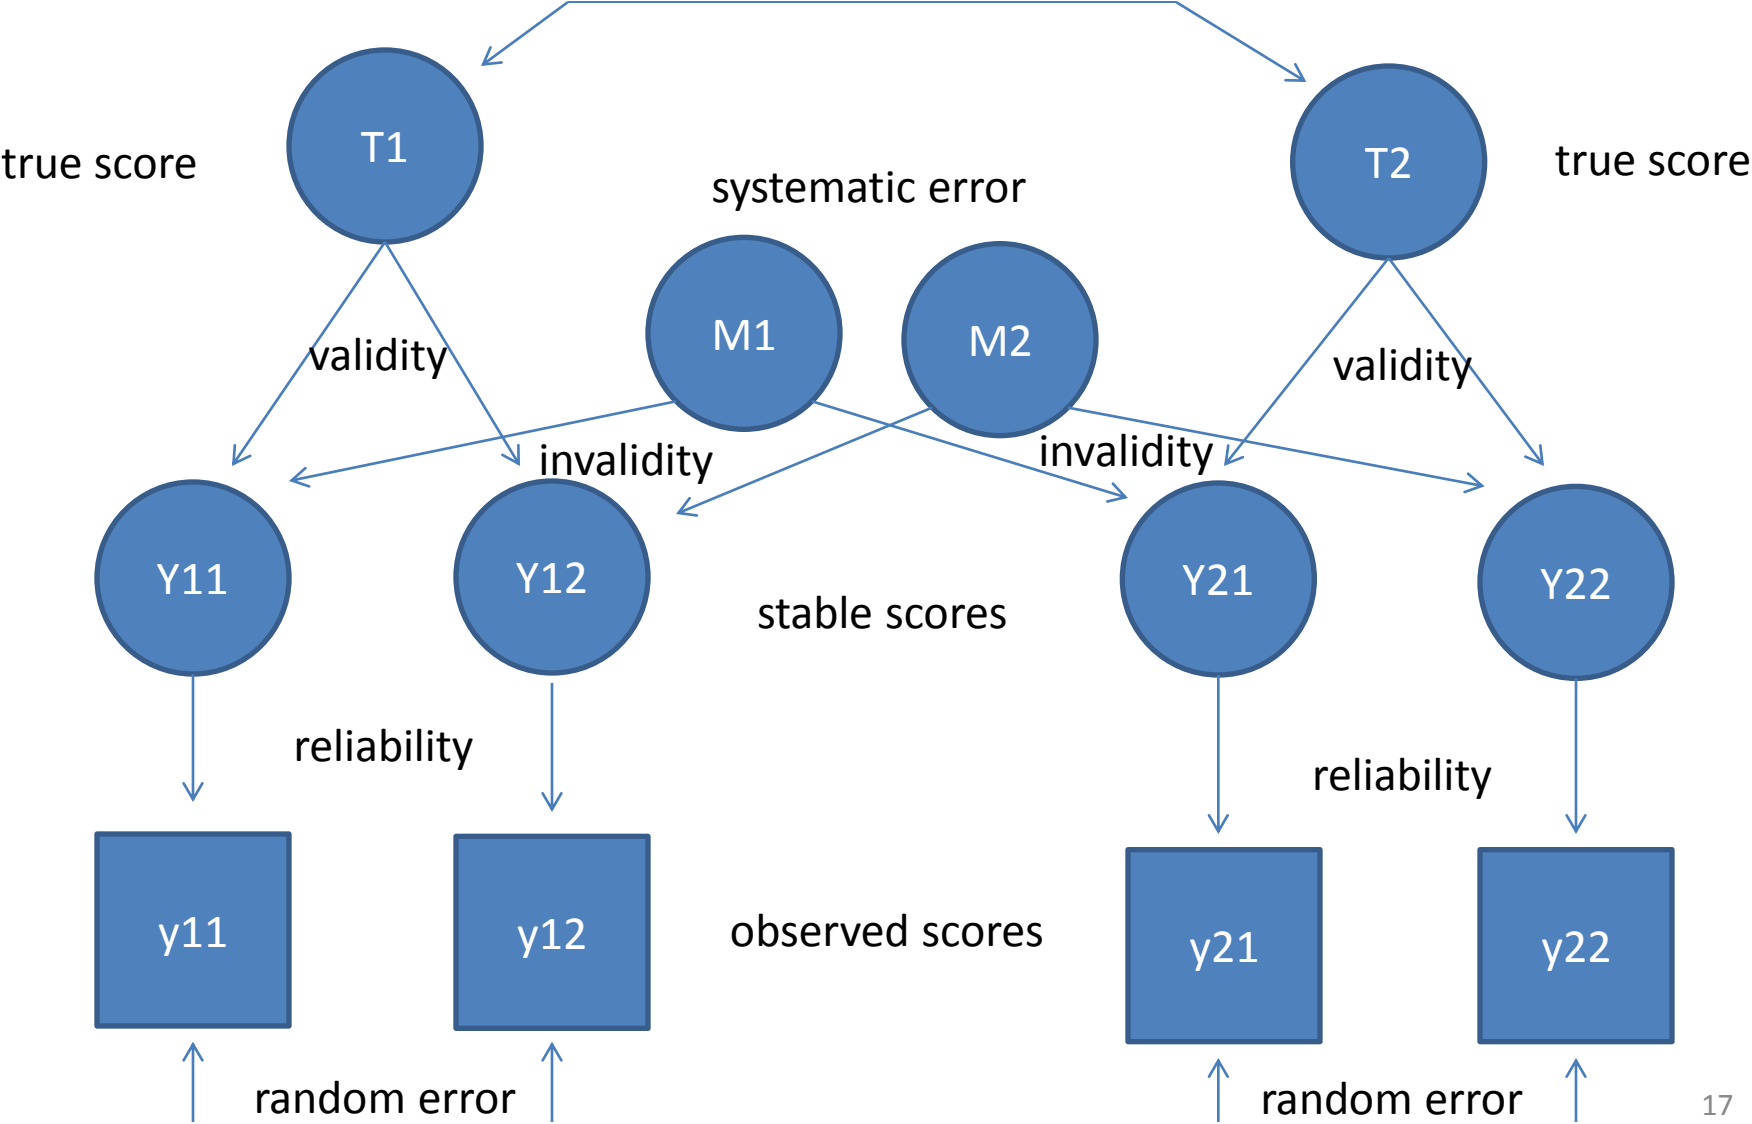 T1
T2
true score
true score
systematic error
M1
M2
validity
validity
invalidity
invalidity
Y11
Y12
Y21
Y22
stable scores
reliability
reliability
y11
y12
observed scores
y21
y22
random error
random error
17